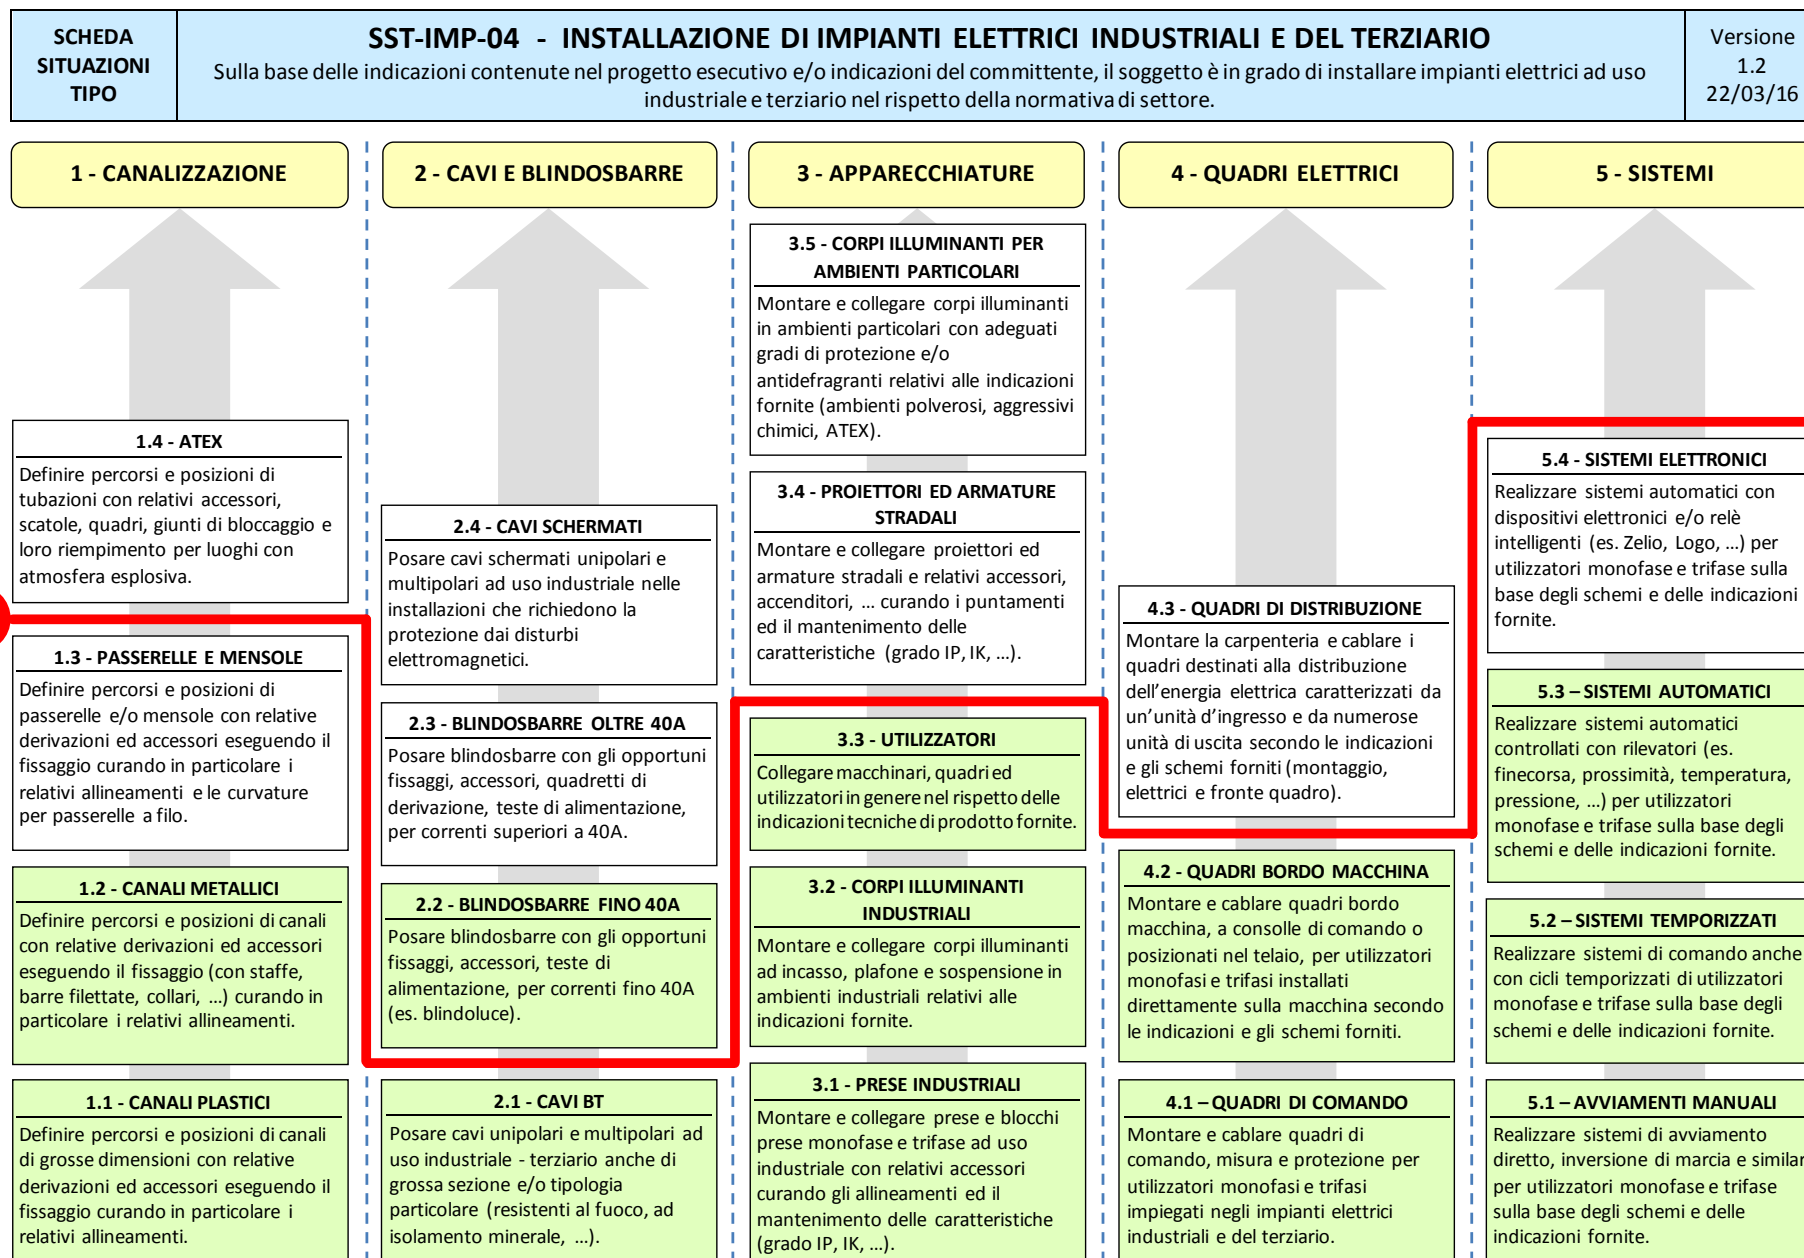 SCHEDA
SITUAZIONI
TIPO
SST-IMP-04 - INSTALLAZIONE DI IMPIANTI ELETTRICI INDUSTRIALI E DEL TERZIARIO
Sulla base delle indicazioni contenute nel progetto esecutivo e/o indicazioni del committente, il soggetto è in grado di installare impianti elettrici ad uso
industriale e terziario nel rispetto della normativa di settore.
Versione
1.2
22/03/16
1 - CANALIZZAZIONE
1.4 - ATEX
Definire percorsi e posizioni di
tubazioni con relativi accessori,
scatole, quadri, giunti di bloccaggio e
loro riempimento per luoghi con
atmosfera esplosiva.
1.3 - PASSERELLE E MENSOLE
Definire percorsi e posizioni di
passerelle e/o mensole con relative
derivazioni ed accessori eseguendo il
fissaggio curando in particolare i
relativi allineamenti e le curvature
per passerelle a filo.
1.2 - CANALI METALLICI
Definire percorsi e posizioni di canali
con relative derivazioni ed accessori
eseguendo il fissaggio (con staffe,
barre filettate, collari, ...) curando in
particolare i relativi allineamenti.
1.1 - CANALI PLASTICI
Definire percorsi e posizioni di canali
di grosse dimensioni con relative
derivazioni ed accessori eseguendo il
fissaggio curando in particolare i
relativi allineamenti.
2 - CAVI E BLINDOSBARRE
2.4 - CAVI SCHERMATI
Posare cavi schermati unipolari e
multipolari ad uso industriale nelle
installazioni che richiedono la
protezione dai disturbi
elettromagnetici.
2.3 - BLINDOSBARRE OLTRE 40A
Posare blindosbarre con gli opportuni
fissaggi, accessori, quadretti di
derivazione, teste di alimentazione,
per correnti superiori a 40A.
2.2 - BLINDOSBARRE FINO 40A
Posare blindosbarre con gli opportuni
fissaggi, accessori, teste di
alimentazione, per correnti fino 40A
(es. blindoluce).
2.1 - CAVI BT
Posare cavi unipolari e multipolari ad
uso industriale - terziario anche di
grossa sezione e/o tipologia
particolare (resistenti al fuoco, ad
isolamento minerale, ...).
3 - APPARECCHIATURE
3.5 - CORPI ILLUMINANTI PER
AMBIENTI PARTICOLARI
Montare e collegare corpi illuminanti
in ambienti particolari con adeguati
gradi di protezione e/o
antidefragranti relativi alle indicazioni
fornite (ambienti polverosi, aggressivi
chimici, ATEX).
3.4 - PROIETTORI ED ARMATURE
STRADALI
Montare e collegare proiettori ed
armature stradali e relativi accessori,
accenditori, ... curando i puntamenti
ed il mantenimento delle
caratteristiche (grado IP, IK, ...).
3.3 - UTILIZZATORI
Collegare macchinari, quadri ed
utilizzatori in genere nel rispetto delle
indicazioni tecniche di prodotto fornite.
3.2 - CORPI ILLUMINANTI
INDUSTRIALI
Montare e collegare corpi illuminanti
ad incasso, plafone e sospensione in
ambienti industriali relativi alle
indicazioni fornite.
3.1 - PRESE INDUSTRIALI
Montare e collegare prese e blocchi
prese monofase e trifase ad uso
industriale con relativi accessori
curando gli allineamenti ed il
mantenimento delle caratteristiche
(grado IP, IK, ...).
4 - QUADRI ELETTRICI
4.3 - QUADRI DI DISTRIBUZIONE
Montare la carpenteria e cablare i
quadri destinati alla distribuzione
dell'energia elettrica caratterizzati da
un'unità d'ingresso e da numerose
unità di uscita secondo le indicazioni
e gli schemi forniti (montaggio,
elettrici e fronte quadro).
4.2 - QUADRI BORDO MACCHINA
Montare e cablare quadri bordo
macchina, a consolle di comando o
posizionati nel telaio, per utilizzatori
monofasi e trifasi installati
direttamente sulla macchina secondo
le indicazioni e gli schemi forniti.
4.1 – QUADRI DI COMANDO
Montare e cablare quadri di
comando, misura e protezione per
utilizzatori monofasi e trifasi
impiegati negli impianti elettrici
industriali e del terziario.
5 - SISTEMI
5.4 - SISTEMI ELETTRONICI
Realizzare sistemi automatici con
dispositivi elettronici e/o relè
intelligenti (es. Zelio, Logo, ...) per
utilizzatori monofase e trifase sulla
base degli schemi e delle indicazioni
fornite.
5.3 – SISTEMI AUTOMATICI
Realizzare sistemi automatici
controllati con rilevatori (es.
finecorsa, prossimità, temperatura,
pressione, ...) per utilizzatori
monofase e trifase sulla base degli
schemi e delle indicazioni fornite.
5.2 – SISTEMI TEMPORIZZATI
Realizzare sistemi di comando anche
con cicli temporizzati di utilizzatori
monofase e trifase sulla base degli
schemi e delle indicazioni fornite.
5.1 – AVVIAMENTI MANUALI
Realizzare sistemi di avviamento
diretto, inversione di marcia e similar
per utilizzatori monofase e trifase
sulla base degli schemi e delle
indicazioni fornite.